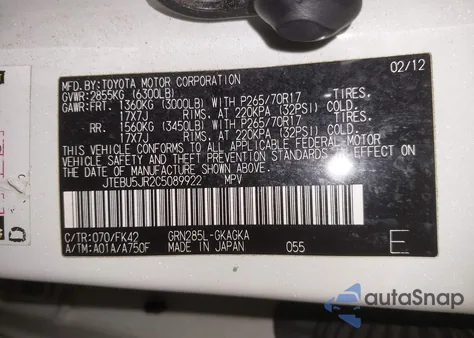 MFD. BY: TOYOTA MOTOR CORPORATION 02/12
GVWR: 2855KG (6300LB)
GAWR: FRT. 1360KG (3000LB) WITH P265/70R17 TIRES.
17X7J RIMS, AT 220KPA (32PSI) COLD.
RR. 1560KG (3450LB) WITH P265/70R17 TIRES.
17X7J RIMS, AT 220KPA (32PSI) COLD.
THIS VEHICLE CONFORMS TO ALL APPLICABLE FEDERAL MOTOR
VEHICLE SAFETY AND THEFT PREVENTION STANDARDS IN
EFFECT ON THE DATE OF MANUFACTURE SHOWN ABOVE.
JTEBU5JR2C5089922 MPV
C/TR: 070/FK42 GRN285L-GKAGKA
A/TM: A01A/A750F MADE IN JAPAN 055 E
D
autoSnap